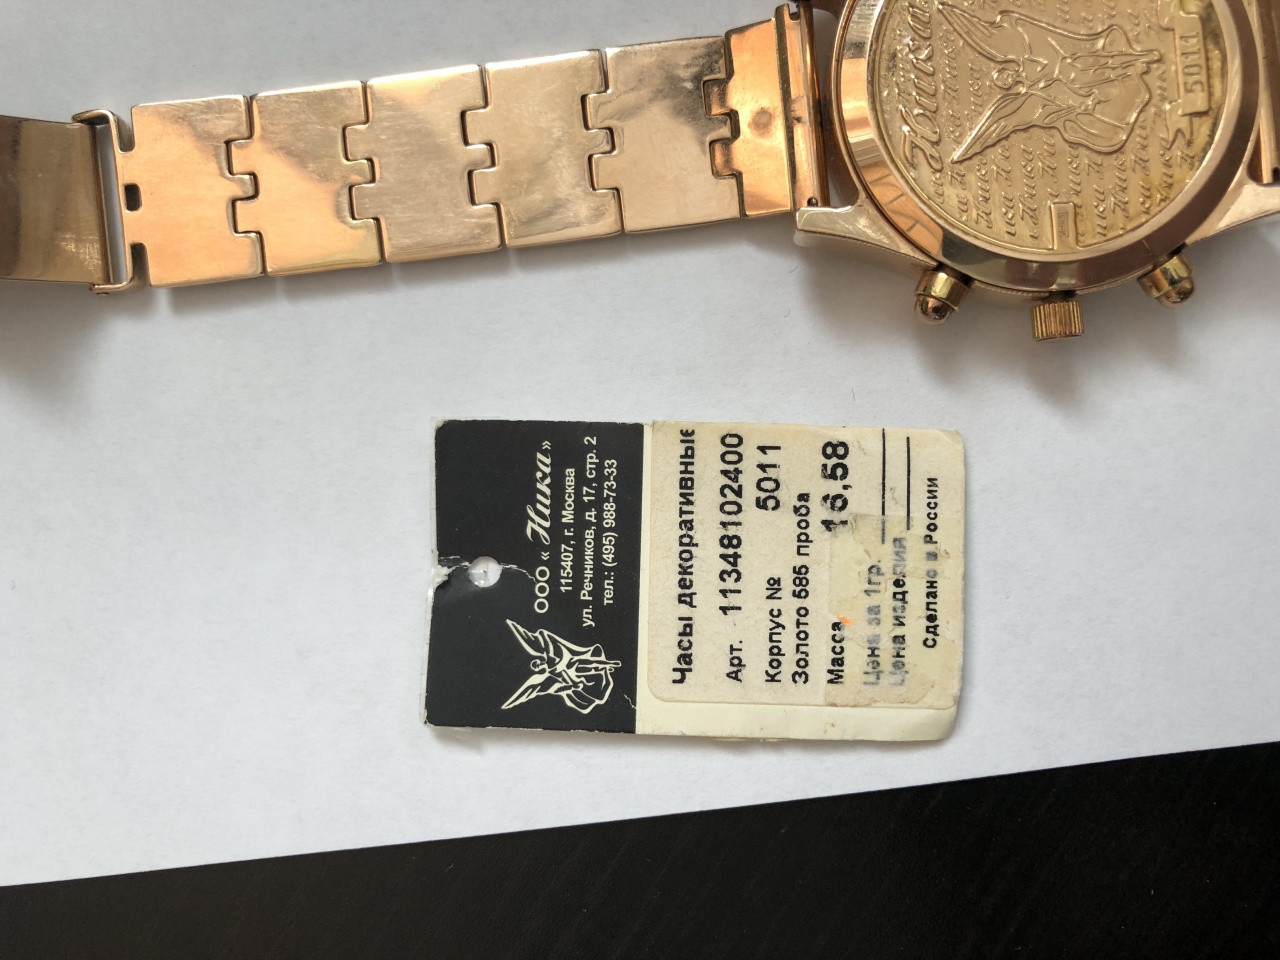 Ника
5011
ООО «Ника»
115407, г. Москва
ул. Речников, д. 17, стр. 2
тел.: (495) 988-73-33
Часы декоративные
Арт. 11348102400
Корпус № 5011
Золото 585 проба
Масса 16,58
Цена за 1гр.
Цена изделия
Сделано в России